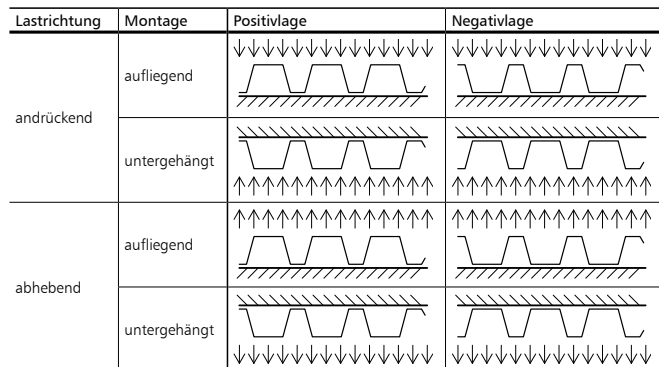 Lastrichtung Montage Positivlage Negativlage
andrückend
aufliegend
untergehängt
abhebend
aufliegend
untergehängt